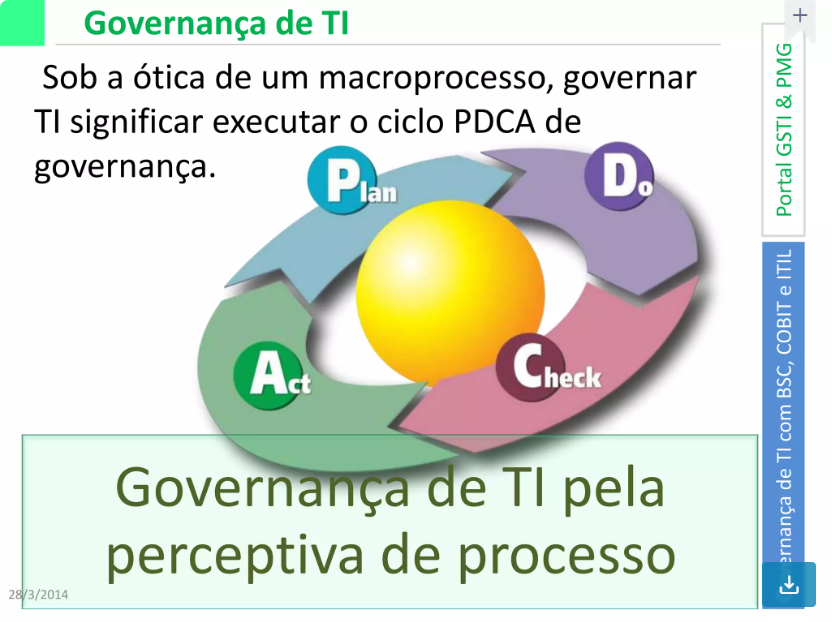 Governança de TI
Sob a ótica de um macroprocesso, governar
TI significar executar o ciclo PDCA de
governança.
Plan
Do
Act
Check
Governança de TI pela
perceptiva de processo
28/3/2014
Portal GSTI & PMG
ernança de TI com BSC, COBIT e ITIL